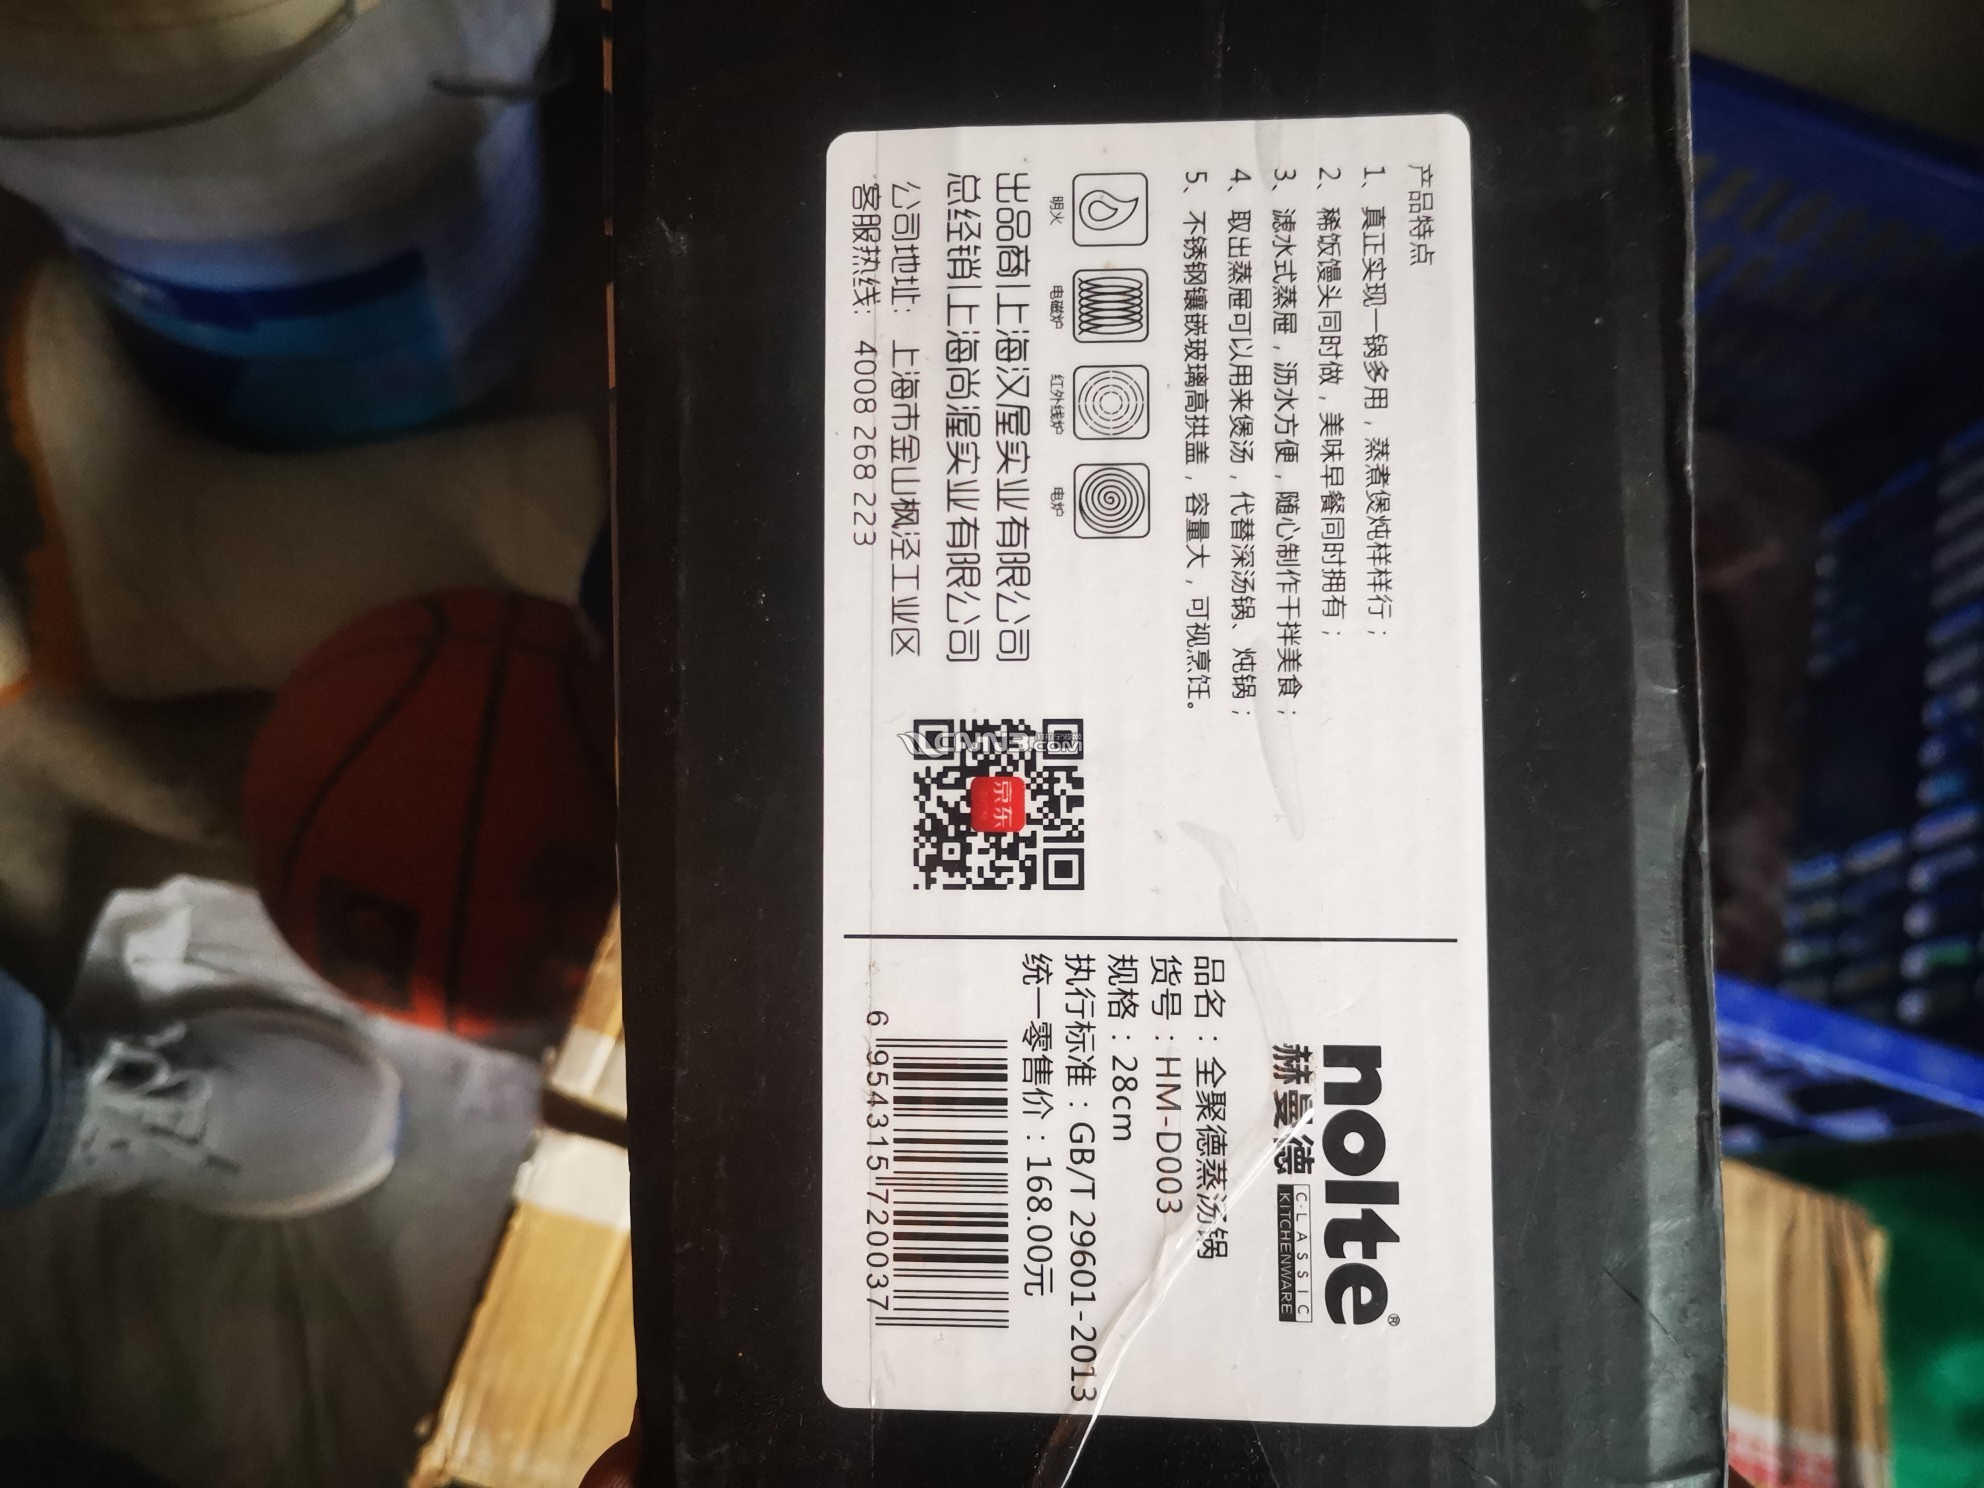 产品特点
1、真正实现一锅多用，蒸煮煲炖样样行；
2、稀饭馒头同时做，美味早餐同时拥有；
3、滤水式蒸屉，沥水方便，随心制作干拌美食；
4、取出蒸屉可以用来煲汤，代替深汤锅、炖锅；
5、不锈钢镶嵌玻璃高拱盖，容量大，可视烹饪。
明火 电磁炉 红外线炉 电炉
出品商|上海汉屋实业有限公司
总经销|上海尚渥实业有限公司
公司地址： 上海市金山枫泾工业区
客服热线： 4008 268 223
京东
nolte®
赫曼德 CLASSIC
KITCHENWARE
品名：全聚德蒸汤锅
货号：HM-D003
规格：28cm
执行标准：GB/T 29601-2013
统一零售价：168.00元
6 954315 720037